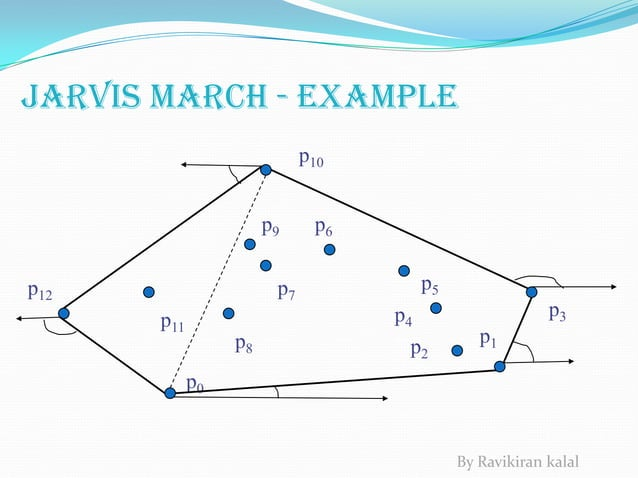 JARVIS MARCH - EXAMPLE
p10
p9 p6
p12 p7 p5 p3
p11 p4
p8 p2 p1
p0
By Ravikiran kalal